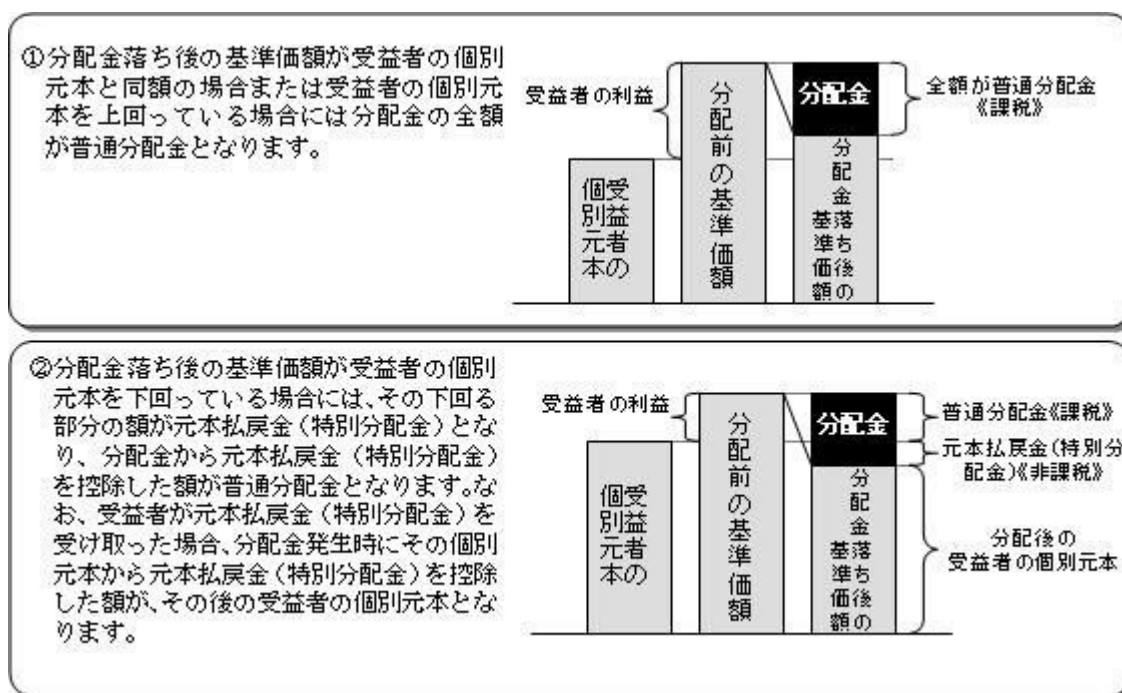 ①分配金落ち後の基準価額が受益者の個別
元本と同額の場合または受益者の個別元
本を上回っている場合には分配金の全額
が普通分配金となります。
受益者の利益
受益者の
個別元本
分配前の基準価額
分配金
分配金落ち後の
基準価額
全額が普通分配金
《課税》
②分配金落ち後の基準価額が受益者の個別
元本を下回っている場合には、その下回る
部分の額が元本払戻金(特別分配金)とな
り、分配金から元本払戻金(特別分配金)
を控除した額が普通分配金となります。な
お、受益者が元本払戻金(特別分配金)を
受け取った場合、分配金発生時にその個別
元本から元本払戻金(特別分配金)を控除
した額が、その後の受益者の個別元本とな
ります。
受益者の利益
受益者の
個別元本
分配前の基準価額
分配金
分配金落ち後の
基準価額
普通分配金《課税》
元本払戻金(特別分
配金)《非課税》
分配後の
受益者の個別元本